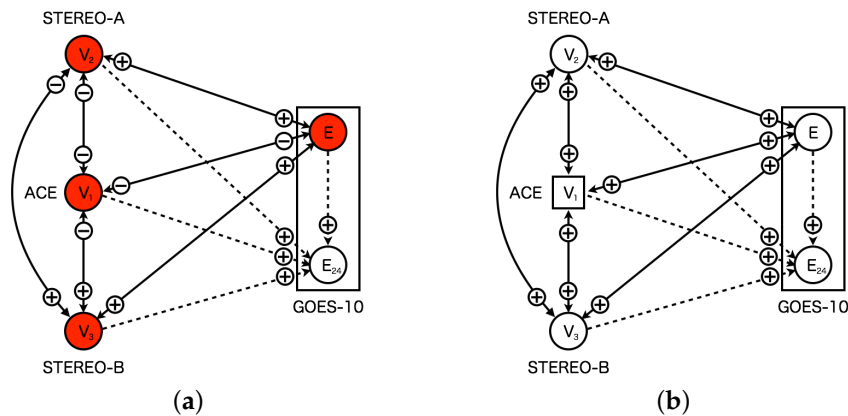 STEREO-A
V₂
+
−
−
+
+
−
+
E
−
−
ACE
V₁
−
+
+
+
+
E₂₄
+
+
+
V₃
GOES-10
STEREO-B
(a)
STEREO-A
V₂
+
+
+
+
+
+
+
E
+
+
ACE
V₁
+
+
+
+
+
E₂₄
+
+
+
V₃
GOES-10
STEREO-B
(b)